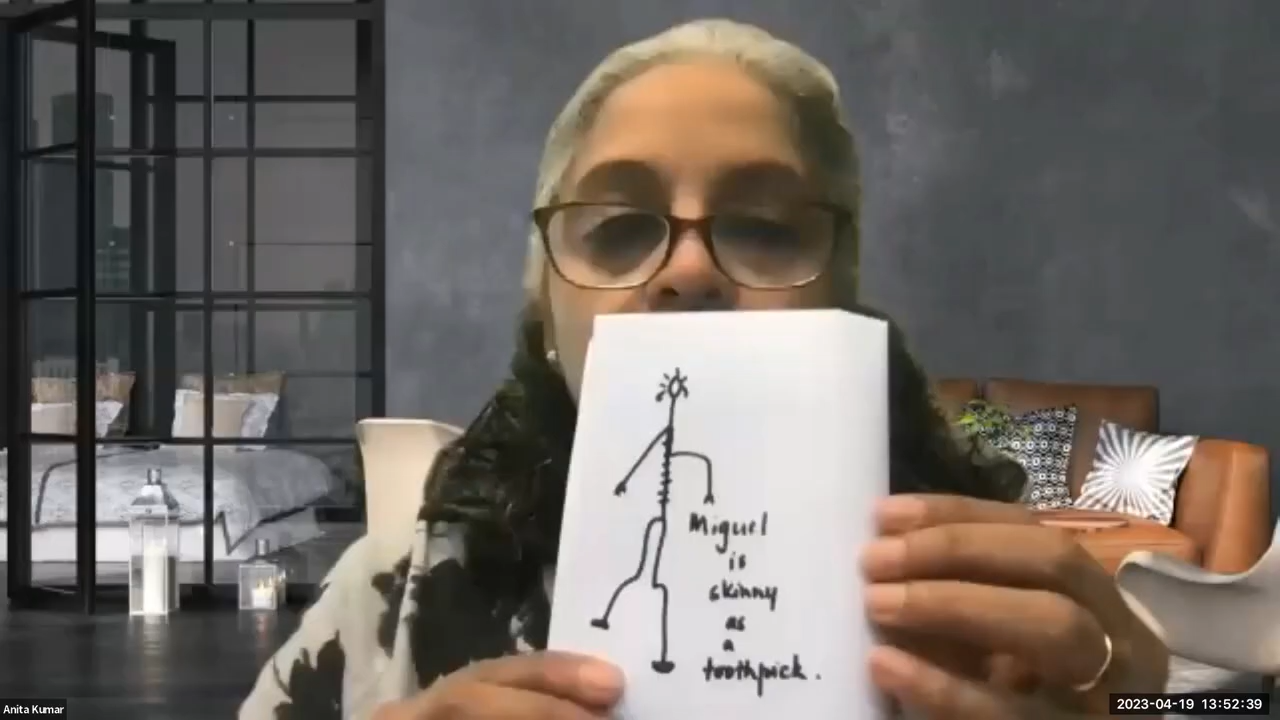 Miguel
is
skinny
as
a
toothpick.
Anita Kumar
2023-04-19 13:52:39